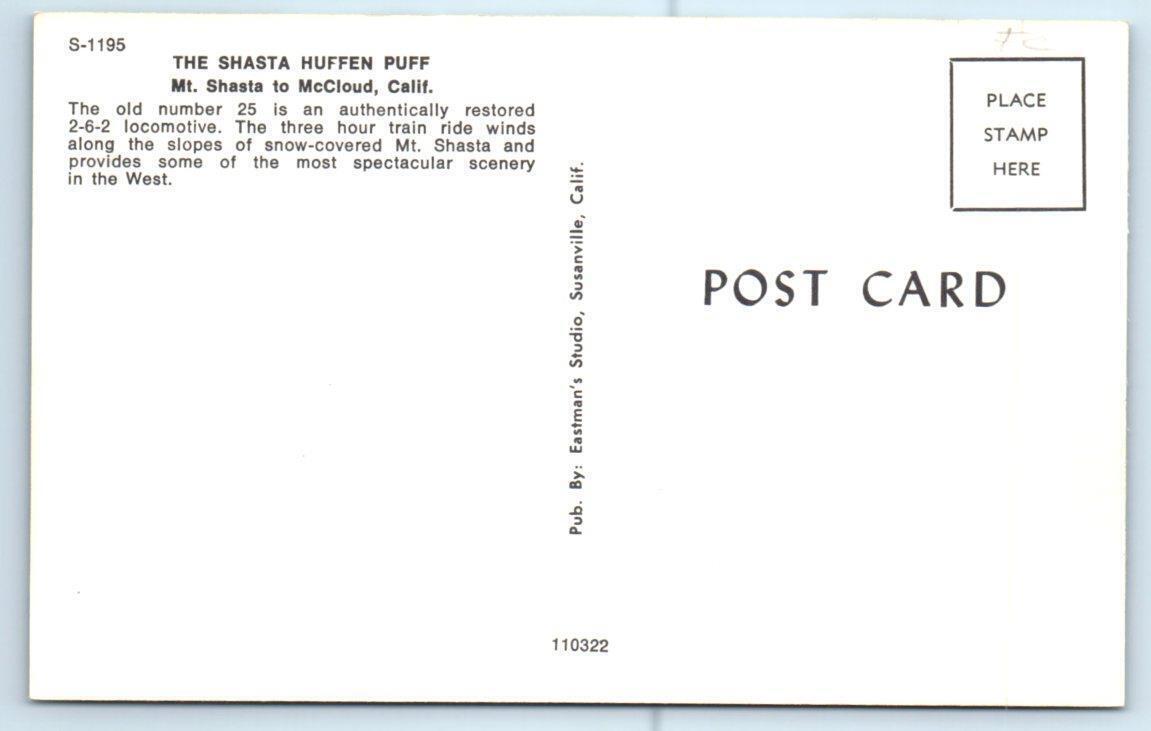 S-1195
THE SHASTA HUFFEN PUFF
Mt. Shasta to McCloud, Calif.
The old number 25 is an authentically restored
2-6-2 locomotive. The three hour train ride winds
along the slopes of snow-covered Mt. Shasta and
provides some of the most spectacular scenery
in the West.
Pub. By: Eastman's Studio, Susanville, Calif.
110322
PLACE
STAMP
HERE
POST CARD